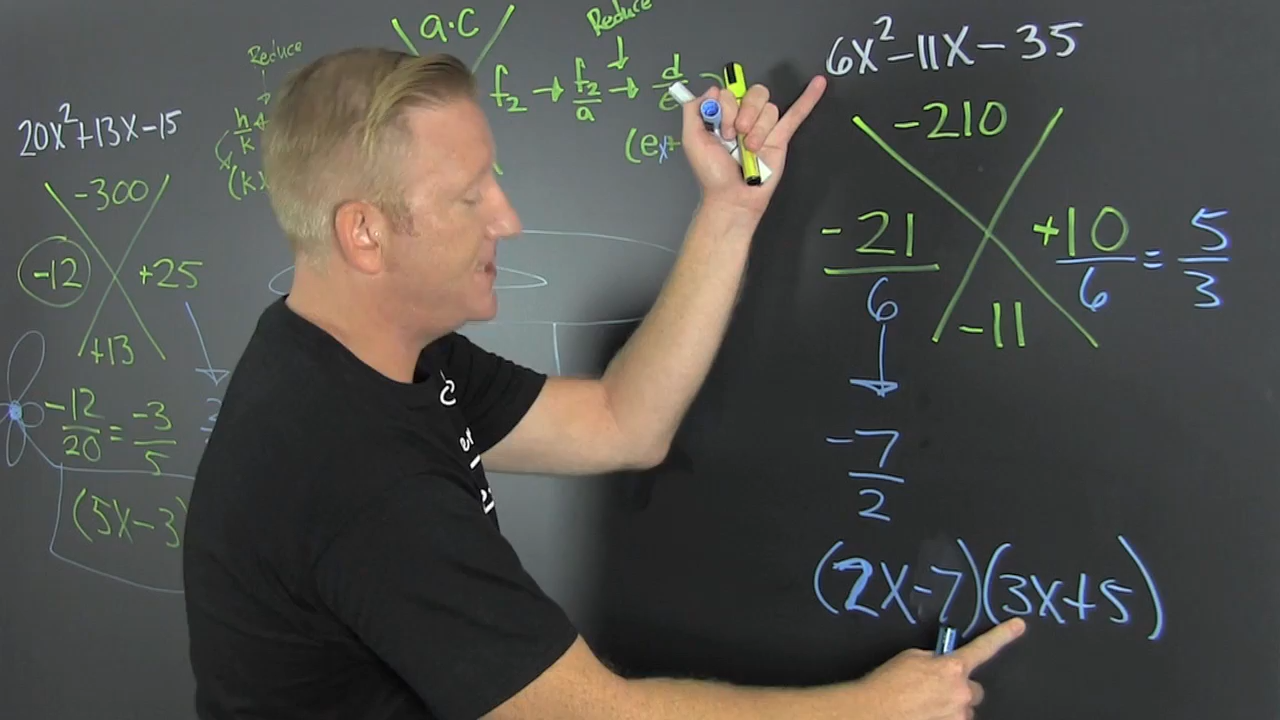 20x²+13x-15
-300
-12
+25
+13
-12/20 = -3/5
(5x-3)
Reduce
h/k
(k
a·c
Reduce
f₂ → f₂/a → d
(ex+
6x²-11x-35
-210
-21/6
+10/6 = 5/3
-11
-7/2
(2x-7)(3x+5)